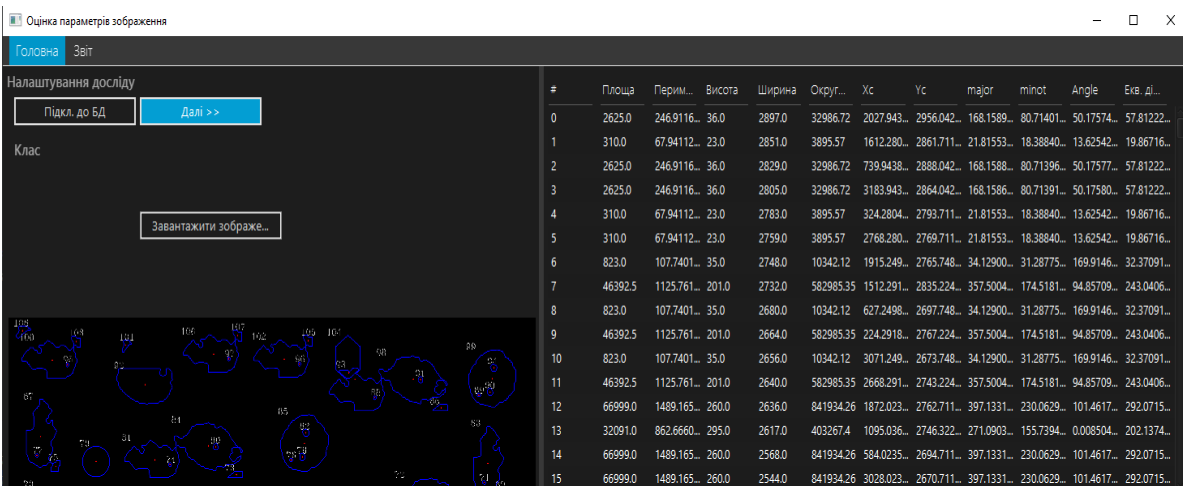 Оцінка параметрів зображення
Головна Звіт
Налаштування досліду
Підкл. до БД Далі >>
Клас
Завантажити зображе...
# Площа Перим... Висота Ширина Округ... Xc Yc major minot Angle Екв. ді...
0 2625.0 246.9116... 36.0 2897.0 32986.72 2027.943... 2956.042... 168.1589... 80.71401... 50.17574... 57.81222...
1 310.0 67.94112... 23.0 2851.0 3895.57 1612.280... 2861.711... 21.81553... 18.38840... 13.62542... 19.86716...
2 2625.0 246.9116... 36.0 2829.0 32986.72 739.9438... 2888.042... 168.1588... 80.71396... 50.17577... 57.81222...
3 2625.0 246.9116... 36.0 2805.0 32986.72 3183.943... 2864.042... 168.1586... 80.71391... 50.17580... 57.81222...
4 310.0 67.94112... 23.0 2783.0 3895.57 324.2804... 2793.711... 21.81553... 18.38840... 13.62542... 19.86716...
5 310.0 67.94112... 23.0 2759.0 3895.57 2768.280... 2769.711... 21.81553... 18.38840... 13.62542... 19.86716...
6 823.0 107.7401... 35.0 2748.0 10342.12 1915.249... 2765.748... 34.12900... 31.28775... 169.9146... 32.37091...
7 46392.5 1125.761... 201.0 2732.0 582985.35 1512.291... 2835.224... 357.5004... 174.5181... 94.85709... 243.0406...
8 823.0 107.7401... 35.0 2680.0 10342.12 627.2498... 2697.748... 34.12900... 31.28775... 169.9146... 32.37091...
9 46392.5 1125.761... 201.0 2664.0 582985.35 224.2918... 2767.224... 357.5004... 174.5181... 94.85709... 243.0406...
10 823.0 107.7401... 35.0 2656.0 10342.12 3071.249... 2673.748... 34.12900... 31.28775... 169.9146... 32.37091...
11 46392.5 1125.761... 201.0 2640.0 582985.35 2668.291... 2743.224... 357.5004... 174.5181... 94.85709... 243.0406...
12 66999.0 1489.165... 260.0 2636.0 841934.26 1872.023... 2762.711... 397.1331... 230.0629... 101.4617... 292.0715...
13 32091.0 862.6660... 295.0 2617.0 403267.4 1095.036... 2746.322... 271.0903... 155.7394... 0.008504... 202.1374...
14 66999.0 1489.165... 260.0 2568.0 841934.26 584.0235... 2694.711... 397.1331... 230.0629... 101.4617... 292.0715...
15 66999.0 1489.165... 260.0 2544.0 841934.26 3028.023... 2670.711... 397.1331... 230.0629... 101.4617... 292.0715...
106 107
100 103 101 102 105 104
85
87
83
84
81
79